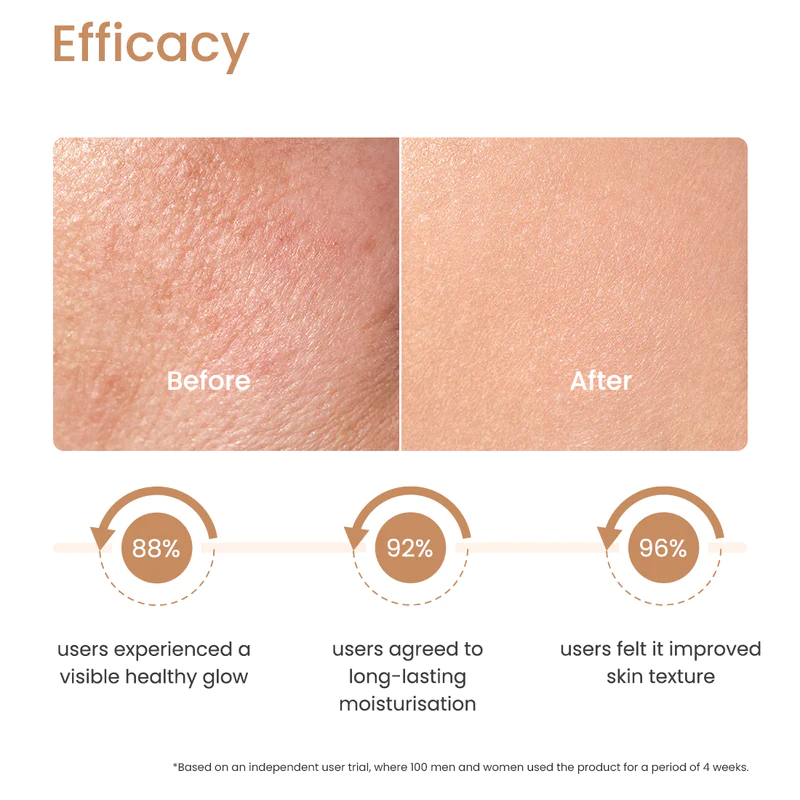 Efficacy
Before
After
88%
92%
96%
users experienced a
visible healthy glow
users agreed to
long-lasting
moisturisation
users felt it improved
skin texture
*Based on an independent user trial, where 100 men and women used the product for a period of 4 weeks.